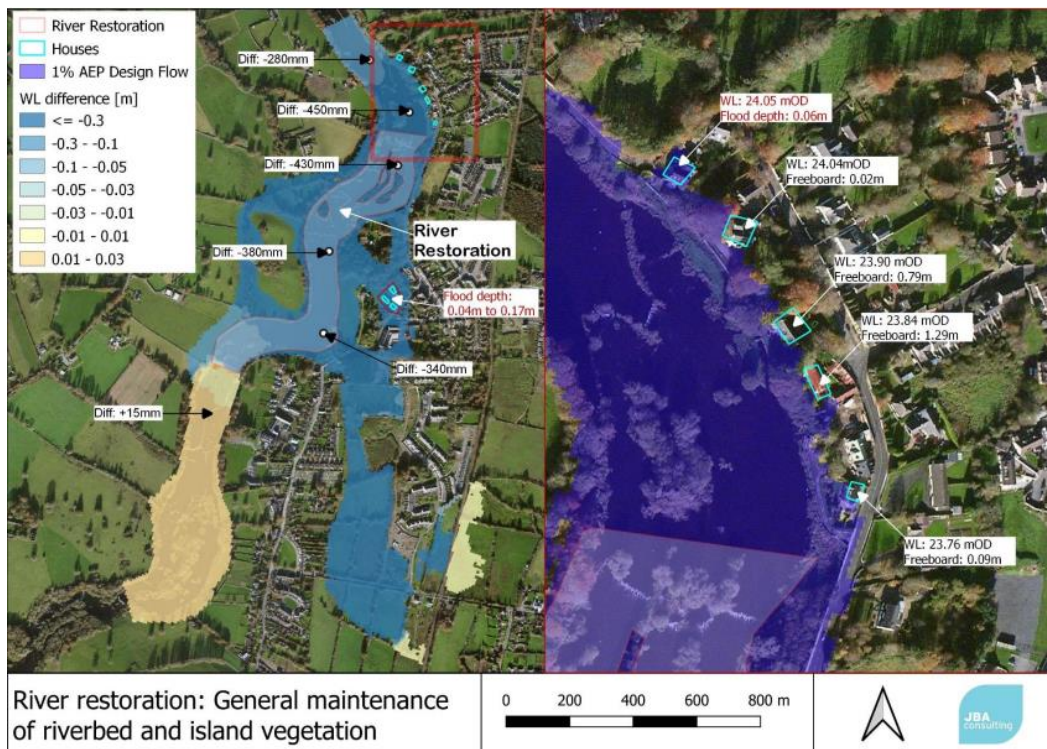 River Restoration
Houses
1% AEP Design Flow
WL difference [m]
<= -0.3
-0.3 - -0.1
-0.1 - -0.05
-0.05 - -0.03
-0.03 - -0.01
-0.01 - 0.01
0.01 - 0.03
Diff: -280mm
Diff: -450mm
Diff: -430mm
River
Restoration
Diff: -380mm
Flood depth:
0.04m to 0.17m
Diff: -340mm
Diff: +15mm
WL: 24.05 mOD
Flood depth: 0.06m
WL: 24.04mOD
Freeboard: 0.02m
WL: 23.90 mOD
Freeboard: 0.79m
WL: 23.84 mOD
Freeboard: 1.29m
WL: 23.76 mOD
Freeboard: 0.09m
River restoration: General maintenance
of riverbed and island vegetation
0 200 400 600 800 m
JBA
consulting